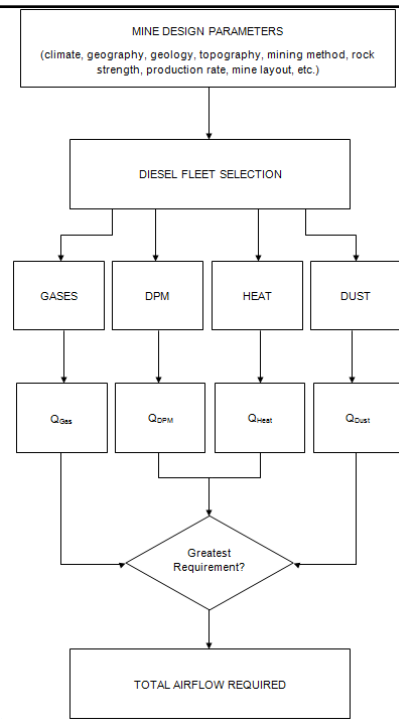 MINE DESIGN PARAMETERS
(climate, geography, geology, topography, mining method, rock
strength, production rate, mine layout, etc.)
DIESEL FLEET SELECTION
GASES
DPM
HEAT
DUST
QGas
QDPM
QHeat
QDust
Greatest
Requirement?
TOTAL AIRFLOW REQUIRED